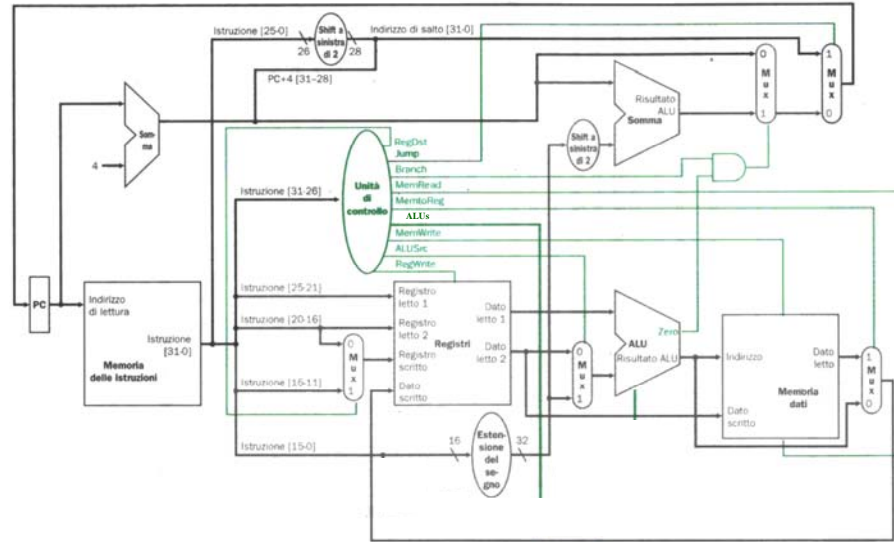 Istruzione [25-0]
26
Shift a
sinistra
di 2
28
Indirizzo di salto [31-0]
PC+4 [31-28]
Som-
ma
4
Risultato
ALU
Somma
Shift a
sinistra
di 2
0
M
u
x
1
1
M
u
x
0
RegDst
Jump
Branch
MemRead
MemtoReg
ALUs
MemWrite
ALUSrc
RegWrite
Unità
di
controllo
Istruzione [31-26]
PC
Indirizzo
di lettura
Istruzione
[31-0]
Memoria
delle istruzioni
Istruzione [25-21]
Istruzione [20-16]
Istruzione [16-11]
Istruzione [15-0]
0
M
u
x
1
Registro
letto 1
Registro
letto 2
Registro
scritto
Dato
scritto
Registri
Dato
letto 1
Dato
letto 2
0
M
u
x
1
Zero
ALU
Risultato ALU
Indirizzo
Dato
letto
Memoria
dati
Dato
scritto
1
M
u
x
0
16
Esten-
sione
del
se-
gno
32